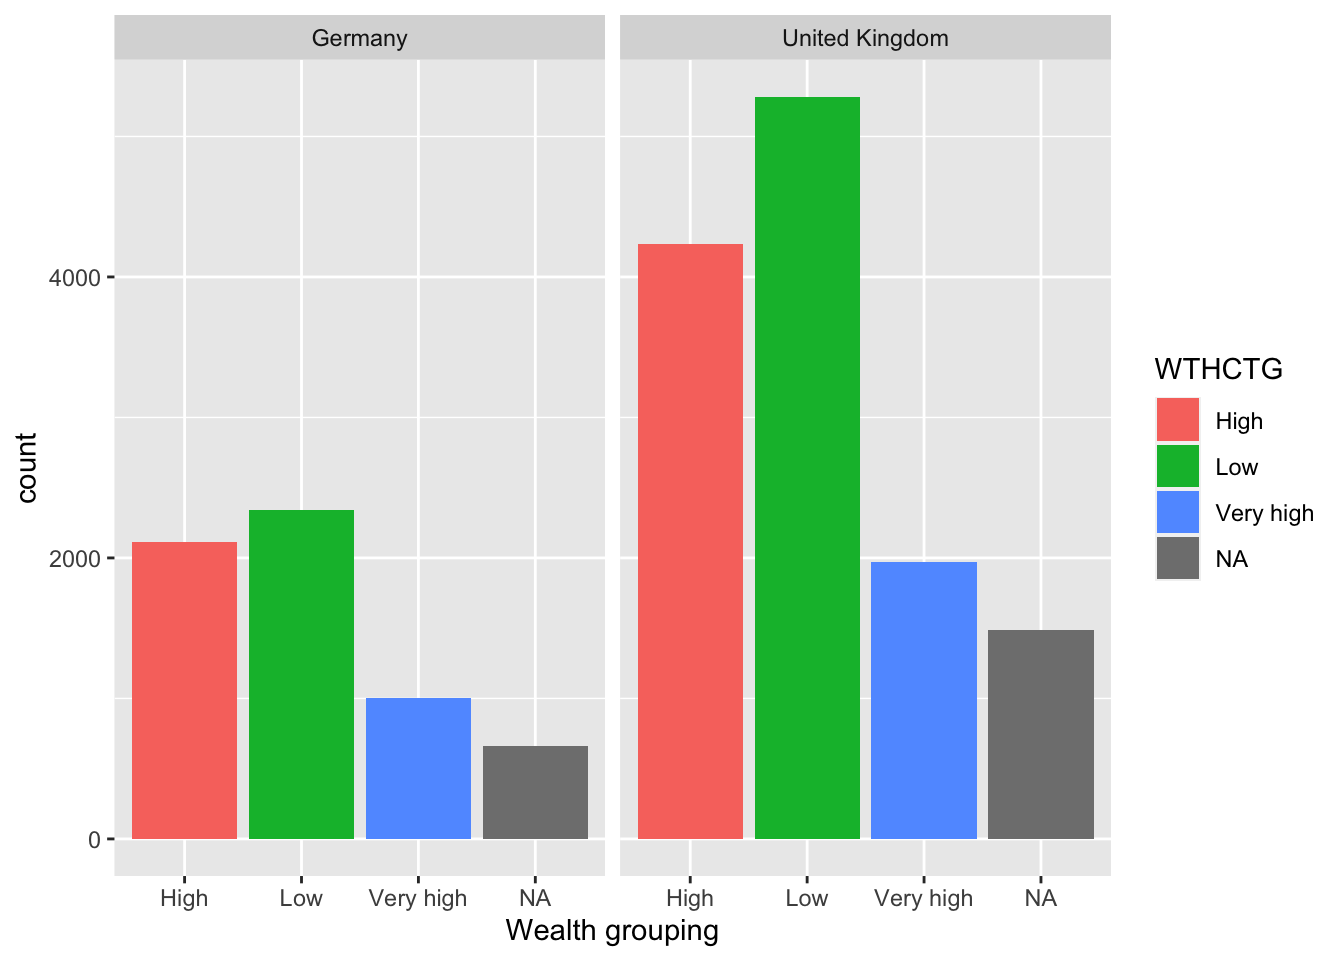 Germany
United Kingdom
4000
2000
0
count
High Low Very high NA
High Low Very high NA
Wealth grouping
WTHCTG
High
Low
Very high
NA